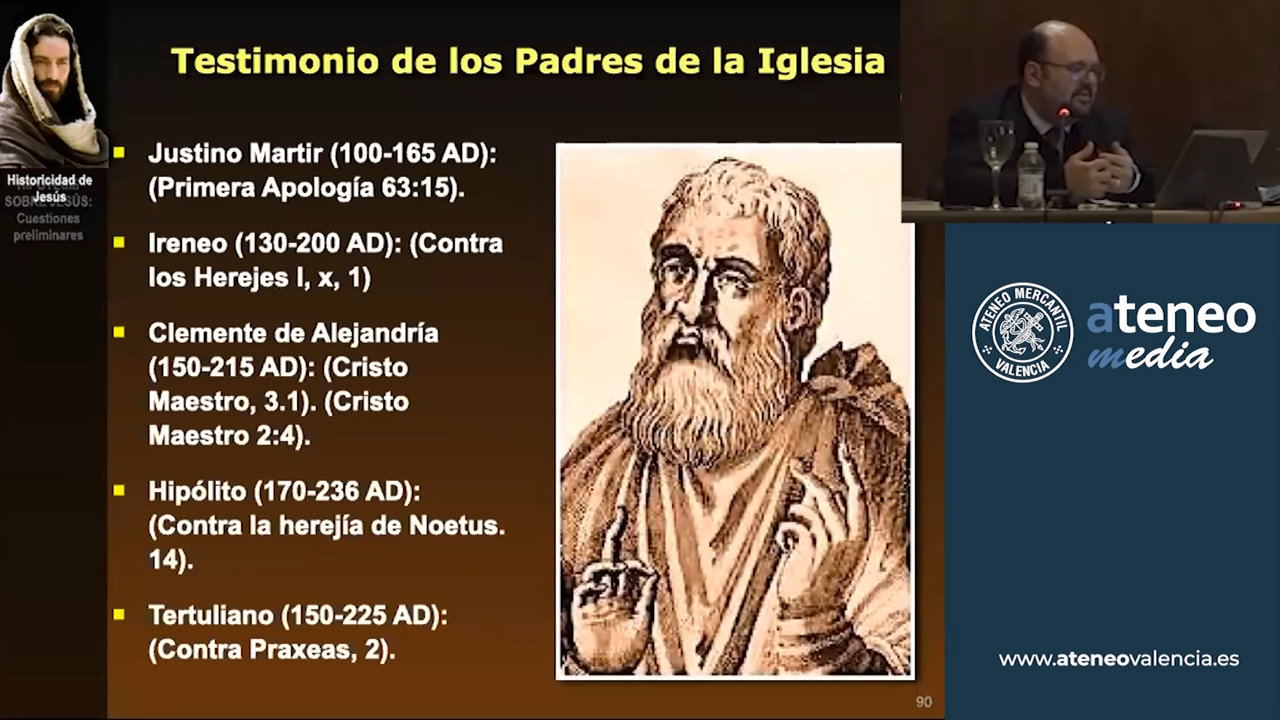 Testimonio de los Padres de la Iglesia
Historicidad de
Jesús
SOBRE JESÚS:
Cuestiones
preliminares
Justino Martir (100-165 AD):
(Primera Apología 63:15).
Ireneo (130-200 AD): (Contra
los Herejes I, x, 1)
Clemente de Alejandría
(150-215 AD): (Cristo
Maestro, 3.1). (Cristo
Maestro 2:4).
Hipólito (170-236 AD):
(Contra la herejía de Noetus.
14).
Tertuliano (150-225 AD):
(Contra Praxeas, 2).
90
ATENEO MERCANTIL
VALENCIA
ateneo
media
www.ateneovalencia.es